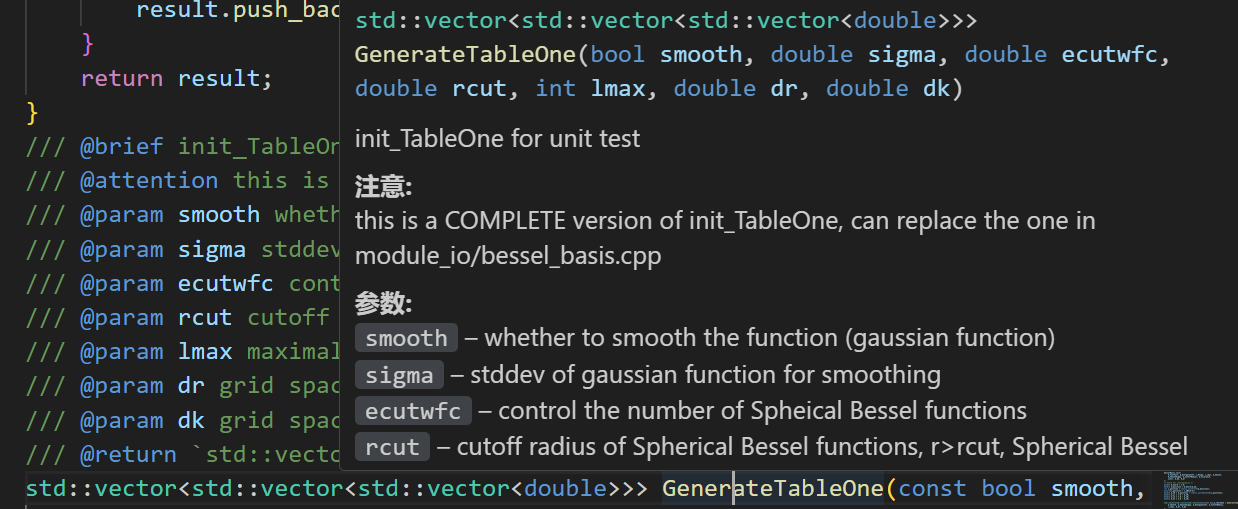 result.push_bac
}
return result;
}
/// @brief init_TableOn
/// @attention this is
/// @param smooth wheth
/// @param sigma stddev
/// @param ecutwfc cont
/// @param rcut cutoff
/// @param lmax maximal
/// @param dr grid spac
/// @param dk grid spac
/// @return `std::vecto
std::vector<std::vector<std::vector<double>>> GenerateTableOne(const bool smooth,
std::vector<std::vector<std::vector<double>>>
GenerateTableOne(bool smooth, double sigma, double ecutwfc,
double rcut, int lmax, double dr, double dk)
init_TableOne for unit test
注意:
this is a COMPLETE version of init_TableOne, can replace the one in
module_io/bessel_basis.cpp
参数:
smooth – whether to smooth the function (gaussian function)
sigma – stddev of gaussian function for smoothing
ecutwfc – control the number of Spheical Bessel functions
rcut – cutoff radius of Spherical Bessel functions, r>rcut, Spherical Bessel